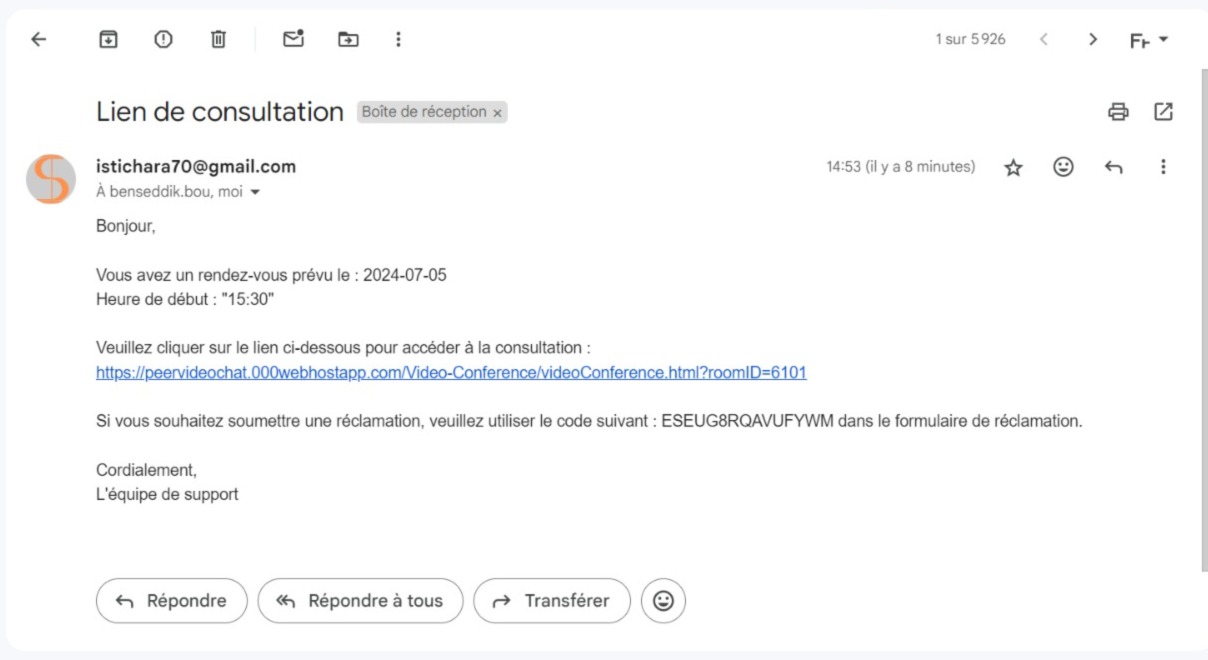 1 sur 5 926
Fr
Lien de consultation Boîte de réception ×
istichara70@gmail.com
14:53 (il y a 8 minutes)
À benseddik.bou, moi
Bonjour,
Vous avez un rendez-vous prévu le : 2024-07-05
Heure de début : "15:30"
Veuillez cliquer sur le lien ci-dessous pour accéder à la consultation :
https://peervideochat.000webhostapp.com/Video-Conference/videoConference.html?roomID=6101
Si vous souhaitez soumettre une réclamation, veuillez utiliser le code suivant : ESEUG8RQAVUFYWM dans le formulaire de réclamation.
Cordialement,
L'équipe de support
Répondre Répondre à tous Transférer